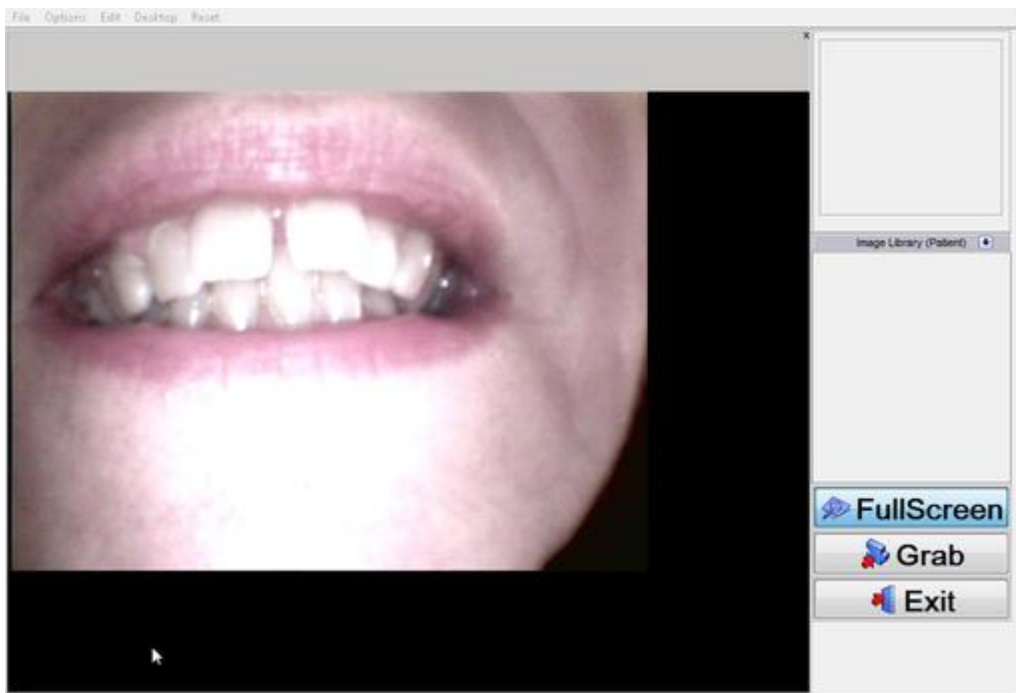 File Options Edit Desktop Reset
x
Image Library (Patient)
FullScreen
Grab
Exit